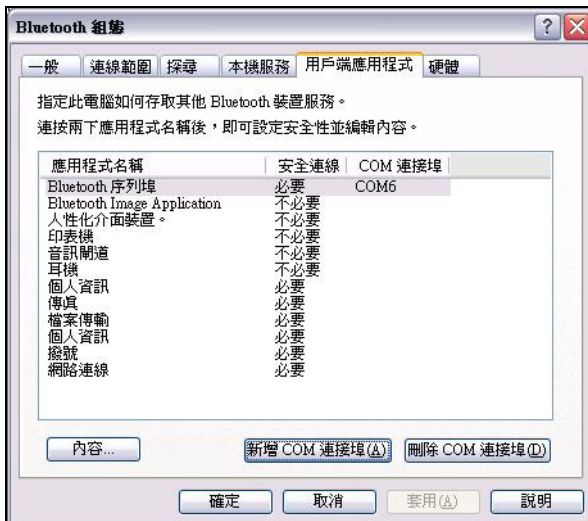 Bluetooth 組態
一般 連線範圍 探尋 本機服務 用戶端應用程式 硬體
指定此電腦如何存取其他 Bluetooth 裝置服務。
連按兩下應用程式名稱後，即可設定安全性並編輯內容。
應用程式名稱 安全連線 COM 連接埠
Bluetooth 序列埠 必要 COM6
Bluetooth Image Application 不必要
人性化介面裝置。 不必要
印表機 不必要
音訊閘道 不必要
耳機 不必要
個人資訊 必要
傳真 必要
檔案傳輸 必要
個人資訊 必要
撥號 必要
網路連線 必要
內容... 新增 COM 連接埠(A) 刪除 COM 連接埠(D)
確定 取消 套用(A) 說明